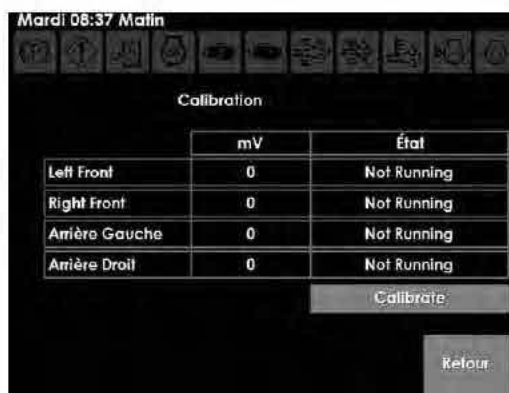 Mardi 08:37 Matin
Calibration
mV État
Left Front 0 Not Running
Right Front 0 Not Running
Arrière Gauche 0 Not Running
Arrière Droit 0 Not Running
Calibrate
Retour